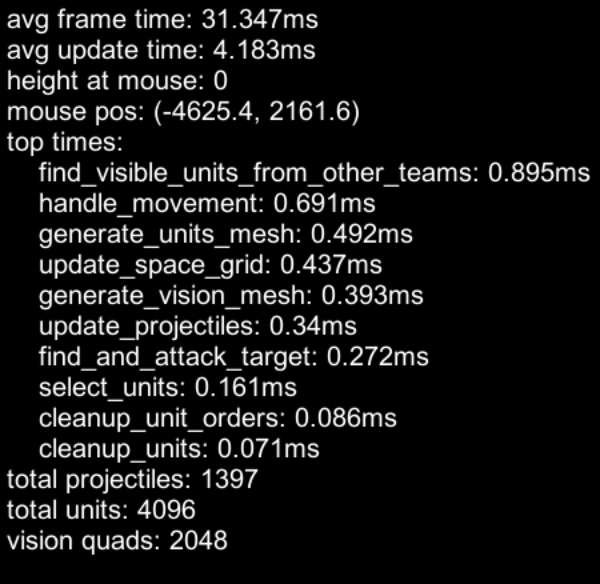 avg frame time: 31.347ms
avg update time: 4.183ms
height at mouse: 0
mouse pos: (-4625.4, 2161.6)
top times:
find_visible_units_from_other_teams: 0.895ms
handle_movement: 0.691ms
generate_units_mesh: 0.492ms
update_space_grid: 0.437ms
generate_vision_mesh: 0.393ms
update_projectiles: 0.34ms
find_and_attack_target: 0.272ms
select_units: 0.161ms
cleanup_unit_orders: 0.086ms
cleanup_units: 0.071ms
total projectiles: 1397
total units: 4096
vision quads: 2048